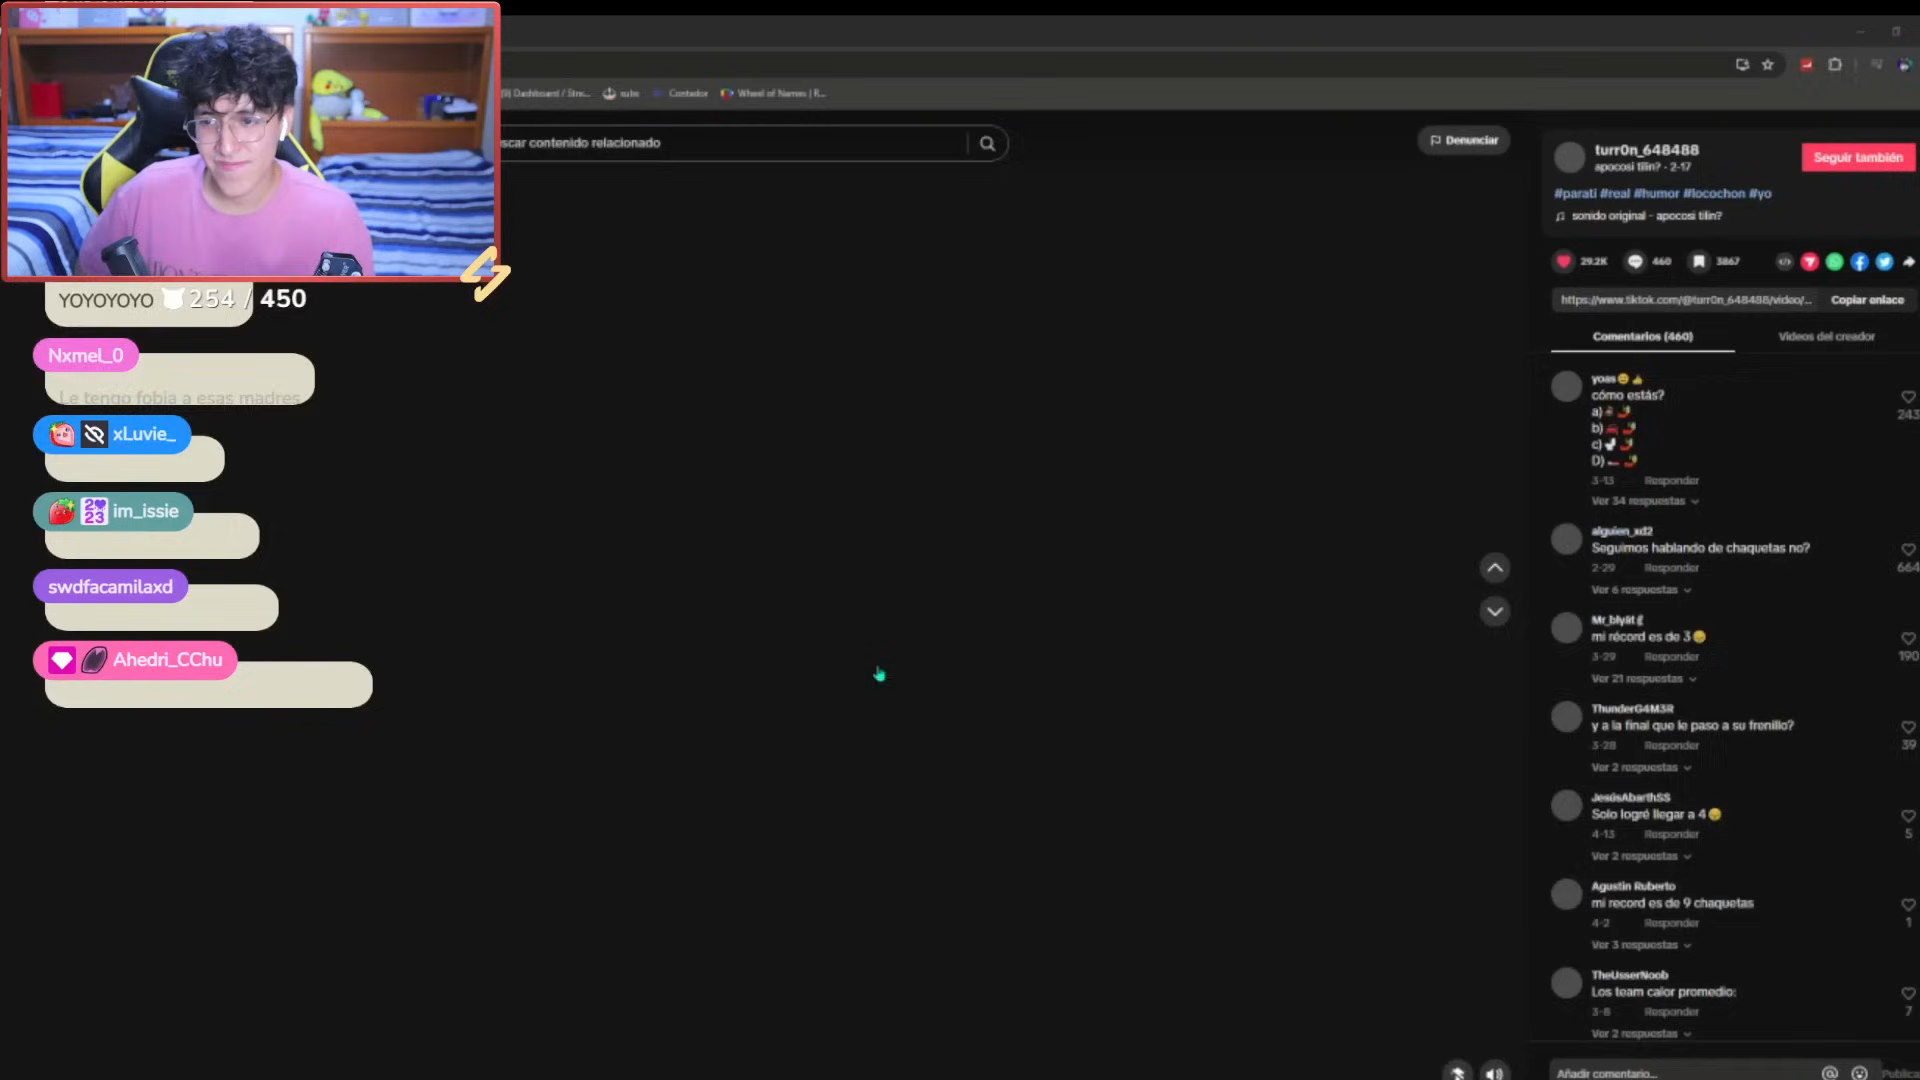 Dashboard / Stre...
subs
Contador
Wheel of Names | R...
scar contenido relacionado
Denunciar
YOYOYOYO 254 / 450
Nxmel_0
Le tengo fobia a esas madres
xLuvie_
2023 im_issie
swdfacamilaxd
Ahedri_CChu
turr0n_648488
apocosi tilin? · 2-17
Seguir también
#parati #real #humor #locochon #yo
sonido original - apocosi tilin?
29.2K
460
3867
https://www.tiktok.com/@turr0n_648488/video/...
Copiar enlace
Comentarios (460)
Videos del creador
yoas
cómo estás?
a)
b)
c)
D)
243
3-13 Responder
Ver 34 respuestas
alguien_xd2
Seguimos hablando de chaquetas no?
664
2-29 Responder
Ver 6 respuestas
mi récord es de 3
190
3-29 Responder
Ver 21 respuestas
ThunderG4M3R
y a la final que le paso a su frenillo?
39
3-28 Responder
Ver 2 respuestas
JesúsAbarthSS
Solo logré llegar a 4
5
4-13 Responder
Ver 2 respuestas
Agustin Ruberto
mi record es de 9 chaquetas
1
4-2 Responder
Ver 3 respuestas
TheUsserNoob
Los team calor promedio:
7
3-8 Responder
Ver 2 respuestas
Añadir comentario...
Publica